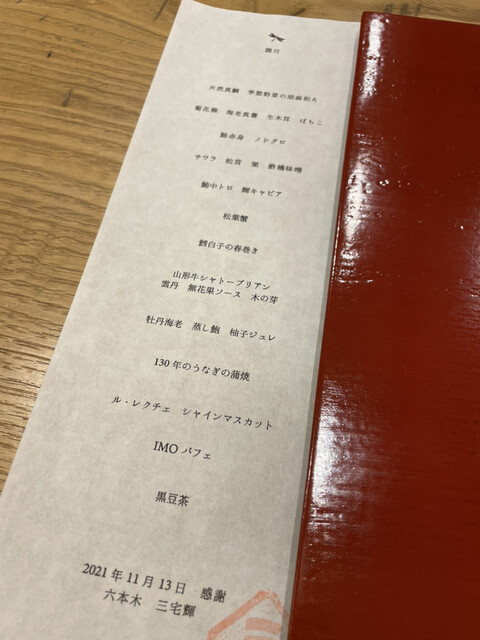 霜月
天然真鯛　季節野菜の胡麻和え
菊花蕪　海老真薯　生木耳　ばちこ
鮪赤身　ノドグロ
サワラ　松茸　栗　酢橘味噌
鮪中トロ　鱘キャビア
松葉蟹
鱈白子の春巻き
山形牛シャトーブリアン
雲丹　無花果ソース　木の芽
牡丹海老　蒸し鮑　柚子ジュレ
130年のうなぎの蒲焼
ル・レクチェ　シャインマスカット
IMO パフェ
黒豆茶
2021年11月13日　感謝
六本木　三宅輝